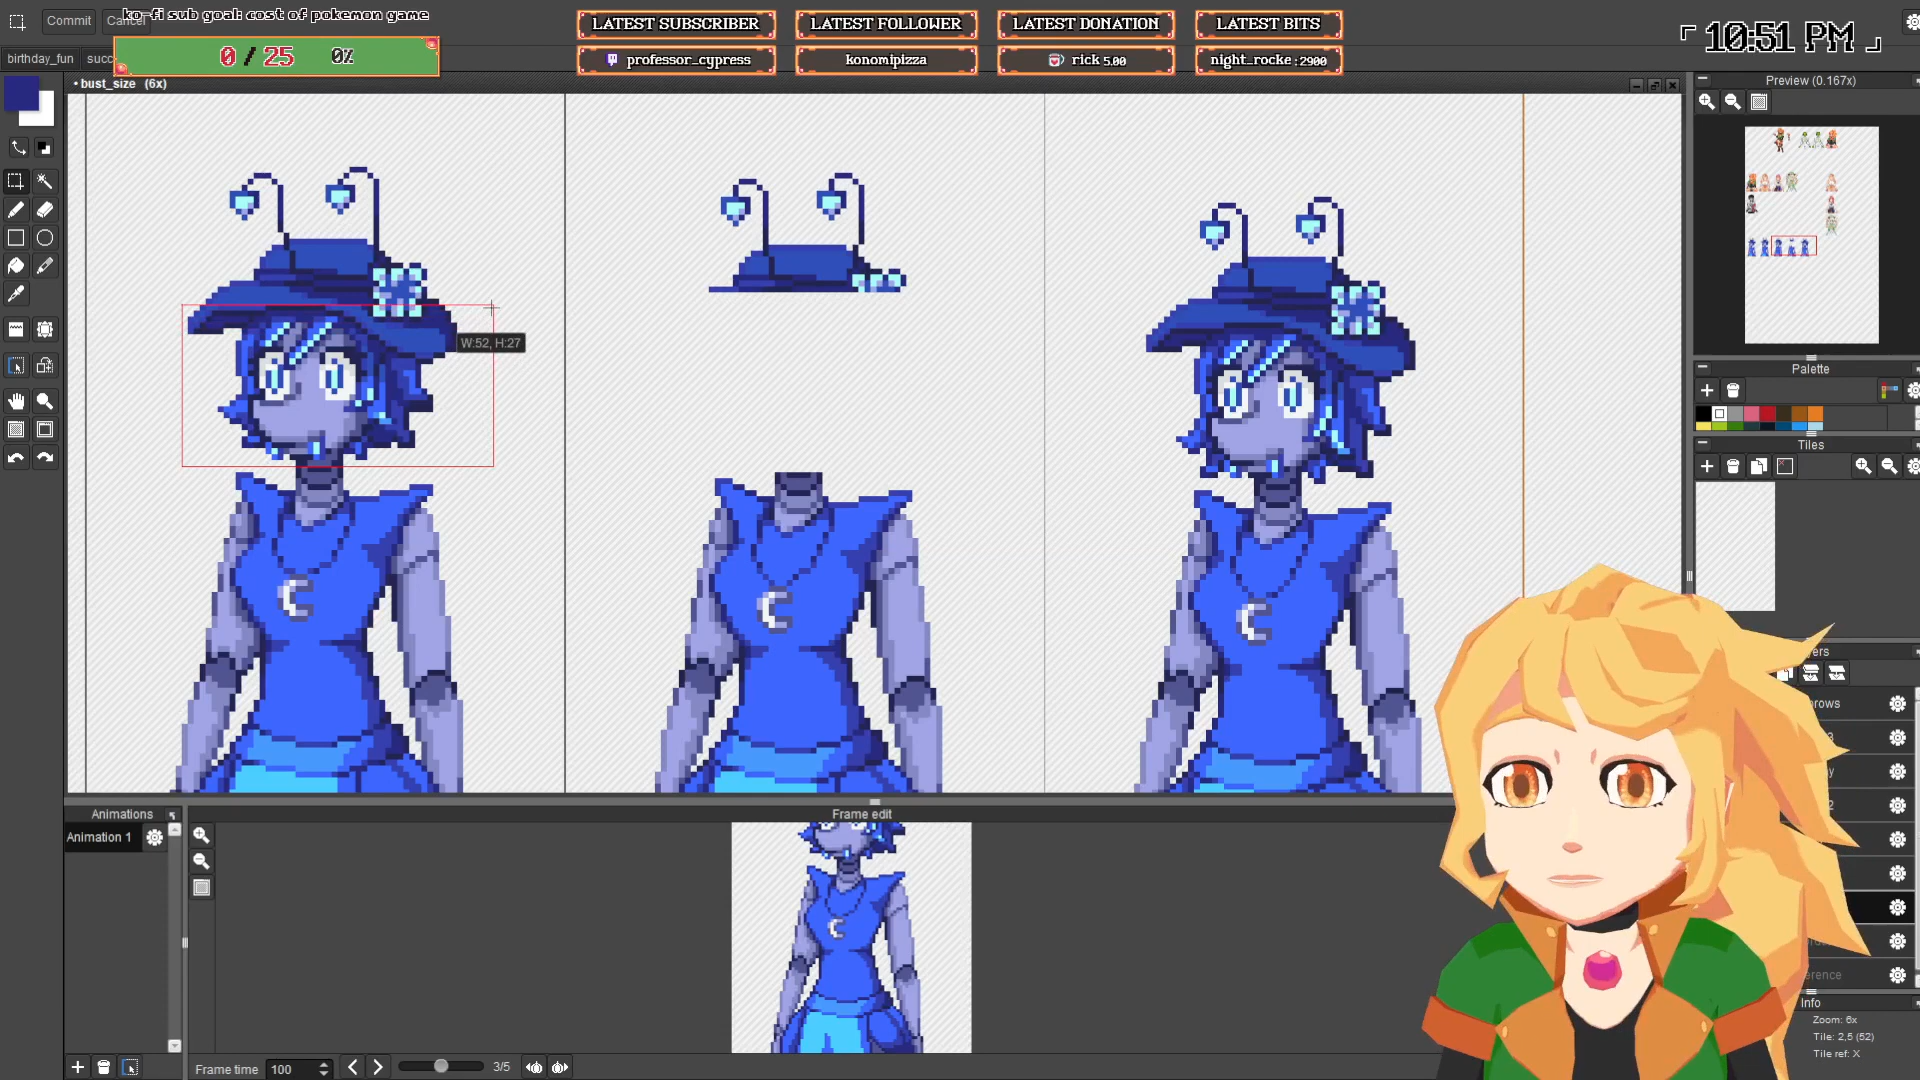 Commit
Cancel
ko-fi sub goal: cost of pokemon game
0 / 25 0%
LATEST SUBSCRIBER
LATEST FOLLOWER
LATEST DONATION
LATEST BITS
professor_cypress
konomipizza
rick 5.00
night_rocke :2900
10:51 PM
birthday_fun
succ
• bust_size (6x)
Preview (0.167x)
W:52, H:27
Palette
Tiles
Animations
Animation 1
Frame edit
Frame time
100
3/5
Info
Zoom: 6x
Tile: 2,5 (52)
Tile ref: X